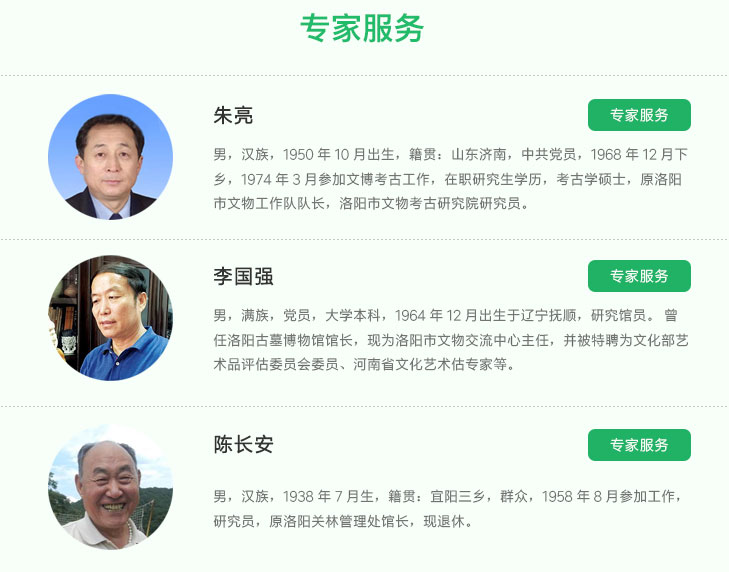 专家服务
朱亮
专家服务
男，汉族，1950 年 10 月出生，籍贯：山东济南，中共党员，1968 年 12 月下
乡，1974 年 3 月参加文博考古工作，在职研究生学历，考古学硕士，原洛阳
市文物工作队队长，洛阳市文物考古研究院研究员。
李国强
专家服务
男，满族，党员，大学本科，1964 年 12 月出生于辽宁抚顺，研究馆员。 曾
任洛阳古墓博物馆馆长，现为洛阳市文物交流中心主任，并被特聘为文化部艺
术品评估委员会委员、河南省文化艺术估专家等。
陈长安
专家服务
男，汉族，1938 年 7 月生，籍贯：宜阳三乡，群众，1958 年 8 月参加工作，
研究员，原洛阳关林管理处馆长，现退休。